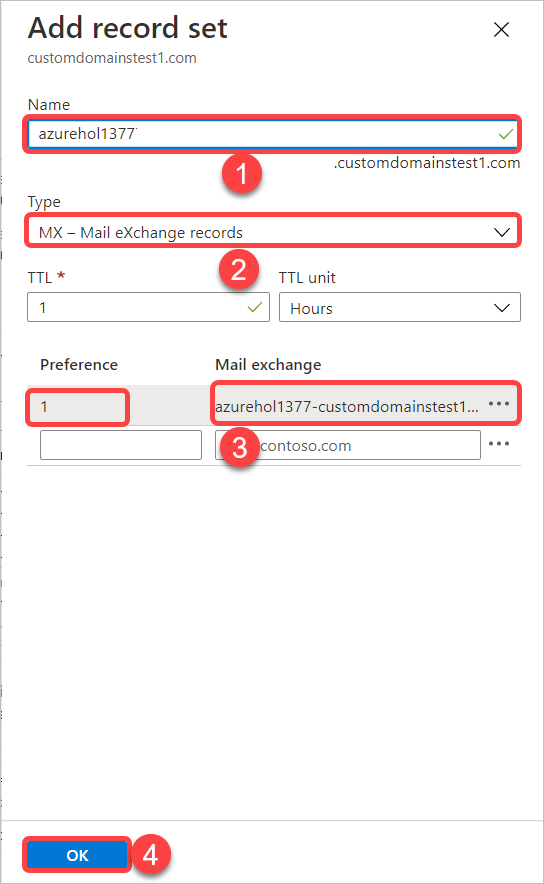 Add record set
customdomainstest1.com
Name
azurehol1377
.customdomainstest1.com
1
Type
MX – Mail eXchange records
2
TTL *
TTL unit
1
Hours
Preference
Mail exchange
1
azurehol1377-customdomainstest1...
3
contoso.com
OK
4